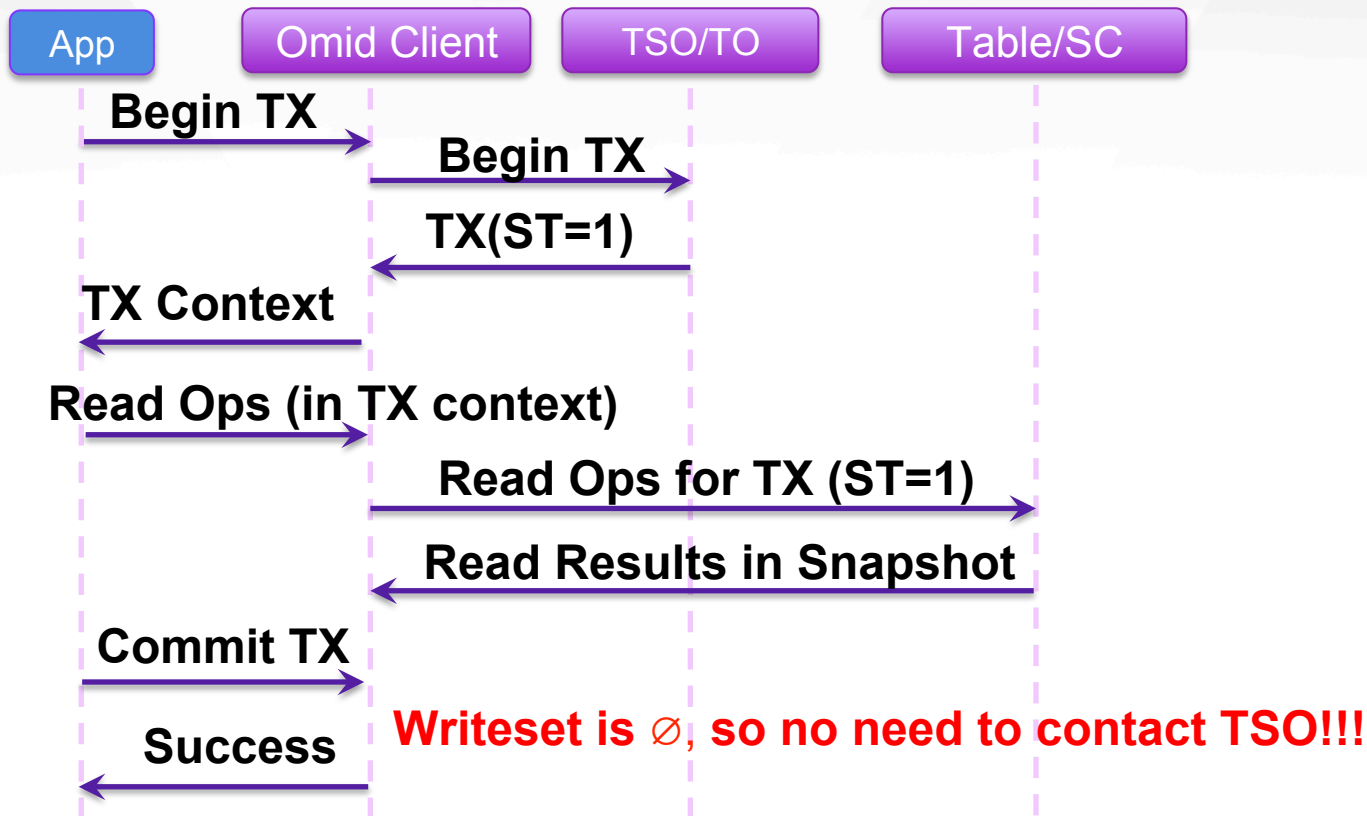 App
Omid Client
TSO/TO
Table/SC
Begin TX
Begin TX
TX(ST=1)
TX Context
Read Ops (in TX context)
Read Ops for TX (ST=1)
Read Results in Snapshot
Commit TX
Writeset is ∅, so no need to contact TSO!!!
Success